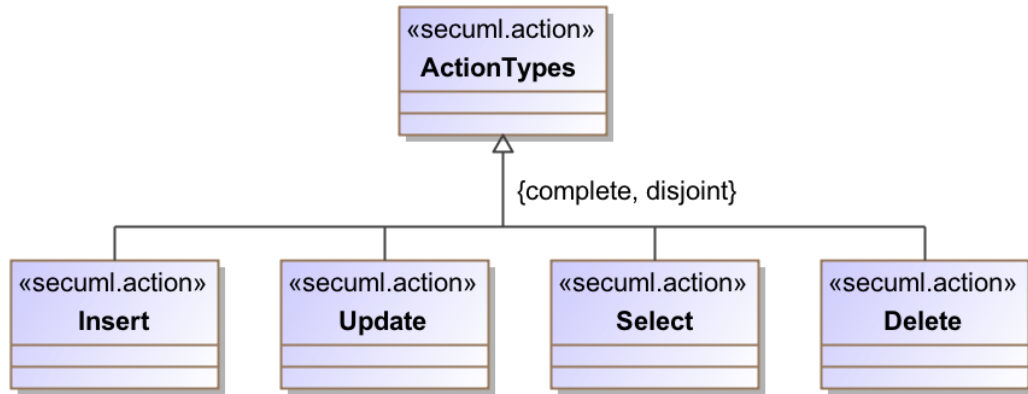 «secuml.action»
ActionTypes
{complete, disjoint}
«secuml.action»
Insert
«secuml.action»
Update
«secuml.action»
Select
«secuml.action»
Delete